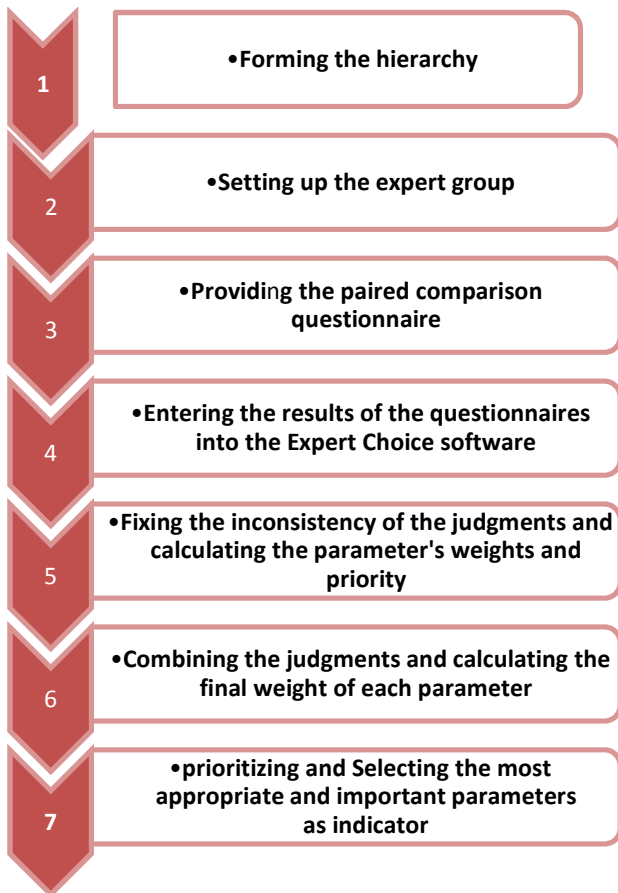 1
•Forming the hierarchy
2
•Setting up the expert group
3
•Providing the paired comparison
questionnaire
4
•Entering the results of the questionnaires
into the Expert Choice software
5
•Fixing the inconsistency of the judgments and
calculating the parameter's weights and
priority
6
•Combining the judgments and calculating the
final weight of each parameter
7
•prioritizing and Selecting the most
appropriate and important parameters
as indicator